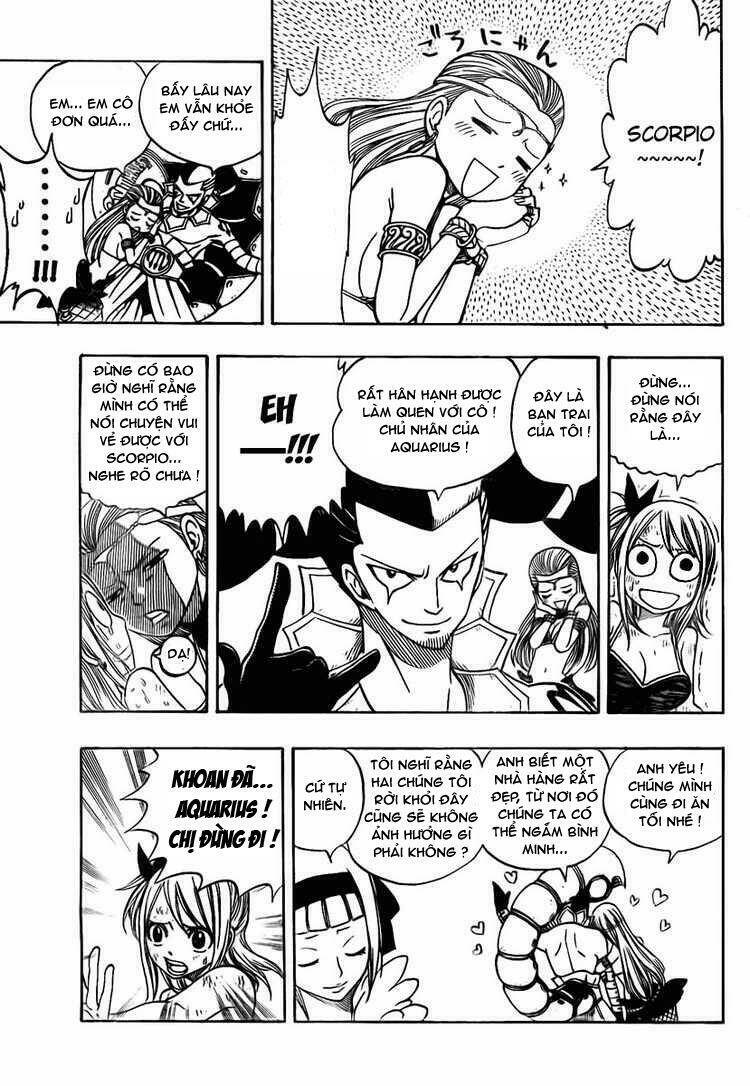 SCORPIO
~~~~~!
ごろにゃん
BẤY LÂU NAY
EM VẪN KHỎE
ĐẤY CHỨ...
EM... EM CÔ
ĐƠN QUÁ...
......!!!
ĐỪNG...
ĐỪNG NÓI
RẰNG ĐÂY
LÀ...
ĐÂY LÀ
BẠN TRAI
CỦA TÔI !
RẤT HÂN HẠNH ĐƯỢC
LÀM QUEN VỚI CÔ !
CHỦ NHÂN CỦA
AQUARIUS !
EH
—!!!
ĐỪNG CÓ BAO
GIỜ NGHĨ RẰNG
MÌNH CÓ THỂ
NÓI CHUYỆN VUI
VẺ ĐƯỢC VỚI
SCORPIO...
NGHE RÕ CHƯA !
DẠ!
ANH YÊU !
CHÚNG MÌNH
CÙNG ĐI ĂN
TỐI NHÉ !
ANH BIẾT MỘT
NHÀ HÀNG RẤT
ĐẸP, TỪ NƠI ĐÓ
CHÚNG TA CÓ
THỂ NGẮM BÌNH
MINH...
TÔI NGHĨ RẰNG
HAI CHÚNG TÔI
RỜI KHỎI ĐÂY
CŨNG SẼ KHÔNG
ẢNH HƯỞNG GÌ
PHẢI KHÔNG ?
CỨ TỰ
NHIÊN.
KHOAN ĐÃ...
AQUARIUS !
CHỊ ĐỪNG ĐI !